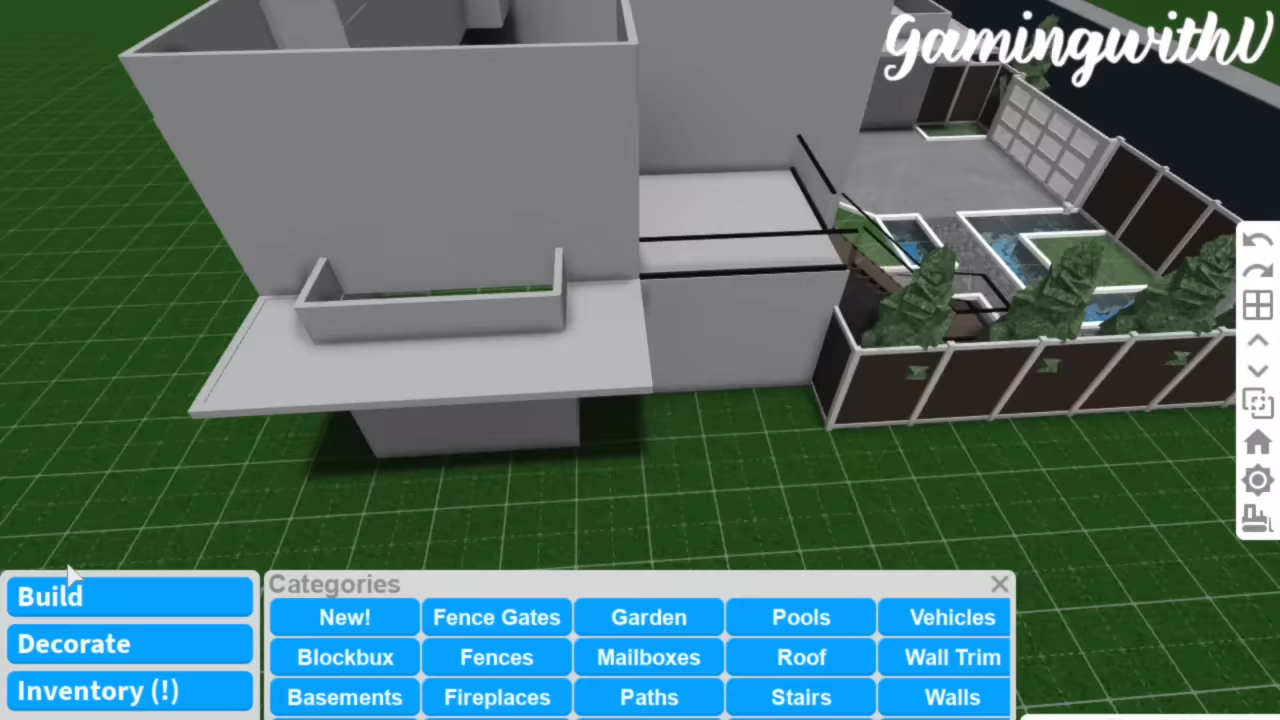 GamingwithV
Build
Decorate
Inventory (!)
Categories
New!
Fence Gates
Garden
Pools
Vehicles
Blockbux
Fences
Mailboxes
Roof
Wall Trim
Basements
Fireplaces
Paths
Stairs
Walls